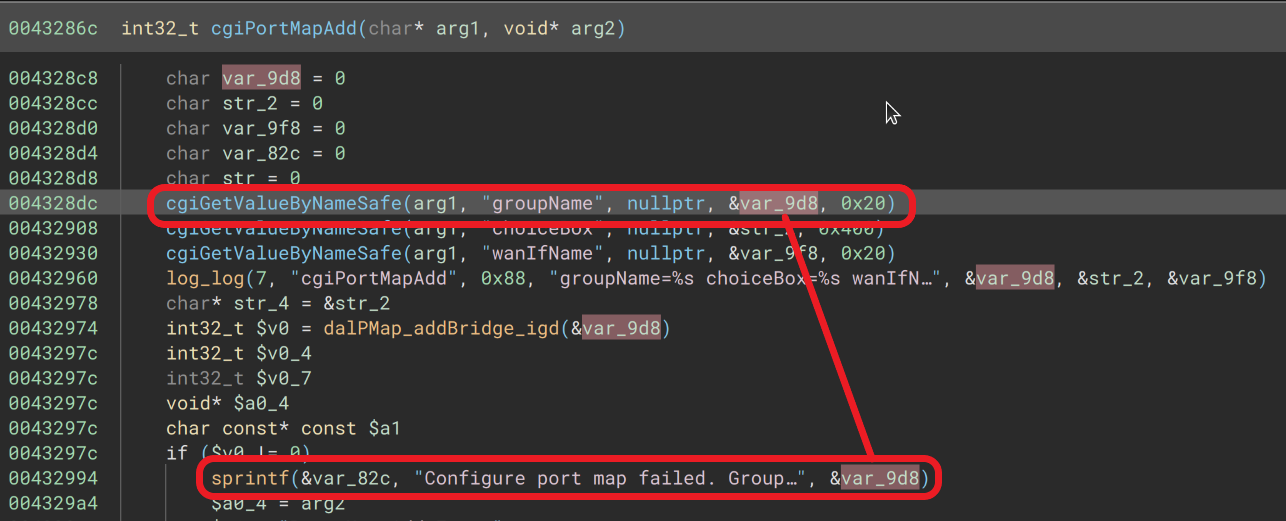 0043286c int32_t cgiPortMapAdd(char* arg1, void* arg2)
004328c8 char var_9d8 = 0
004328cc char str_2 = 0
004328d0 char var_9f8 = 0
004328d4 char var_82c = 0
004328d8 char str = 0
004328dc cgiGetValueByNameSafe(arg1, "groupName", nullptr, &var_9d8, 0x20)
00432908 cgiGetValueByNameSafe(arg1, "choiceBox", nullptr, &str_2, 0x400)
00432930 cgiGetValueByNameSafe(arg1, "wanIfName", nullptr, &var_9f8, 0x20)
00432960 log_log(7, "cgiPortMapAdd", 0x88, "groupName=%s choiceBox=%s wanIfN…", &var_9d8, &str_2, &var_9f8)
00432978 char* str_4 = &str_2
00432974 int32_t $v0 = dalPMap_addBridge_igd(&var_9d8)
0043297c int32_t $v0_4
0043297c int32_t $v0_7
0043297c void* $a0_4
0043297c char const* const $a1
0043297c if ($v0 != 0)
00432994 sprintf(&var_82c, "Configure port map failed. Group…", &var_9d8)
004329a4 $a0_4 = arg2